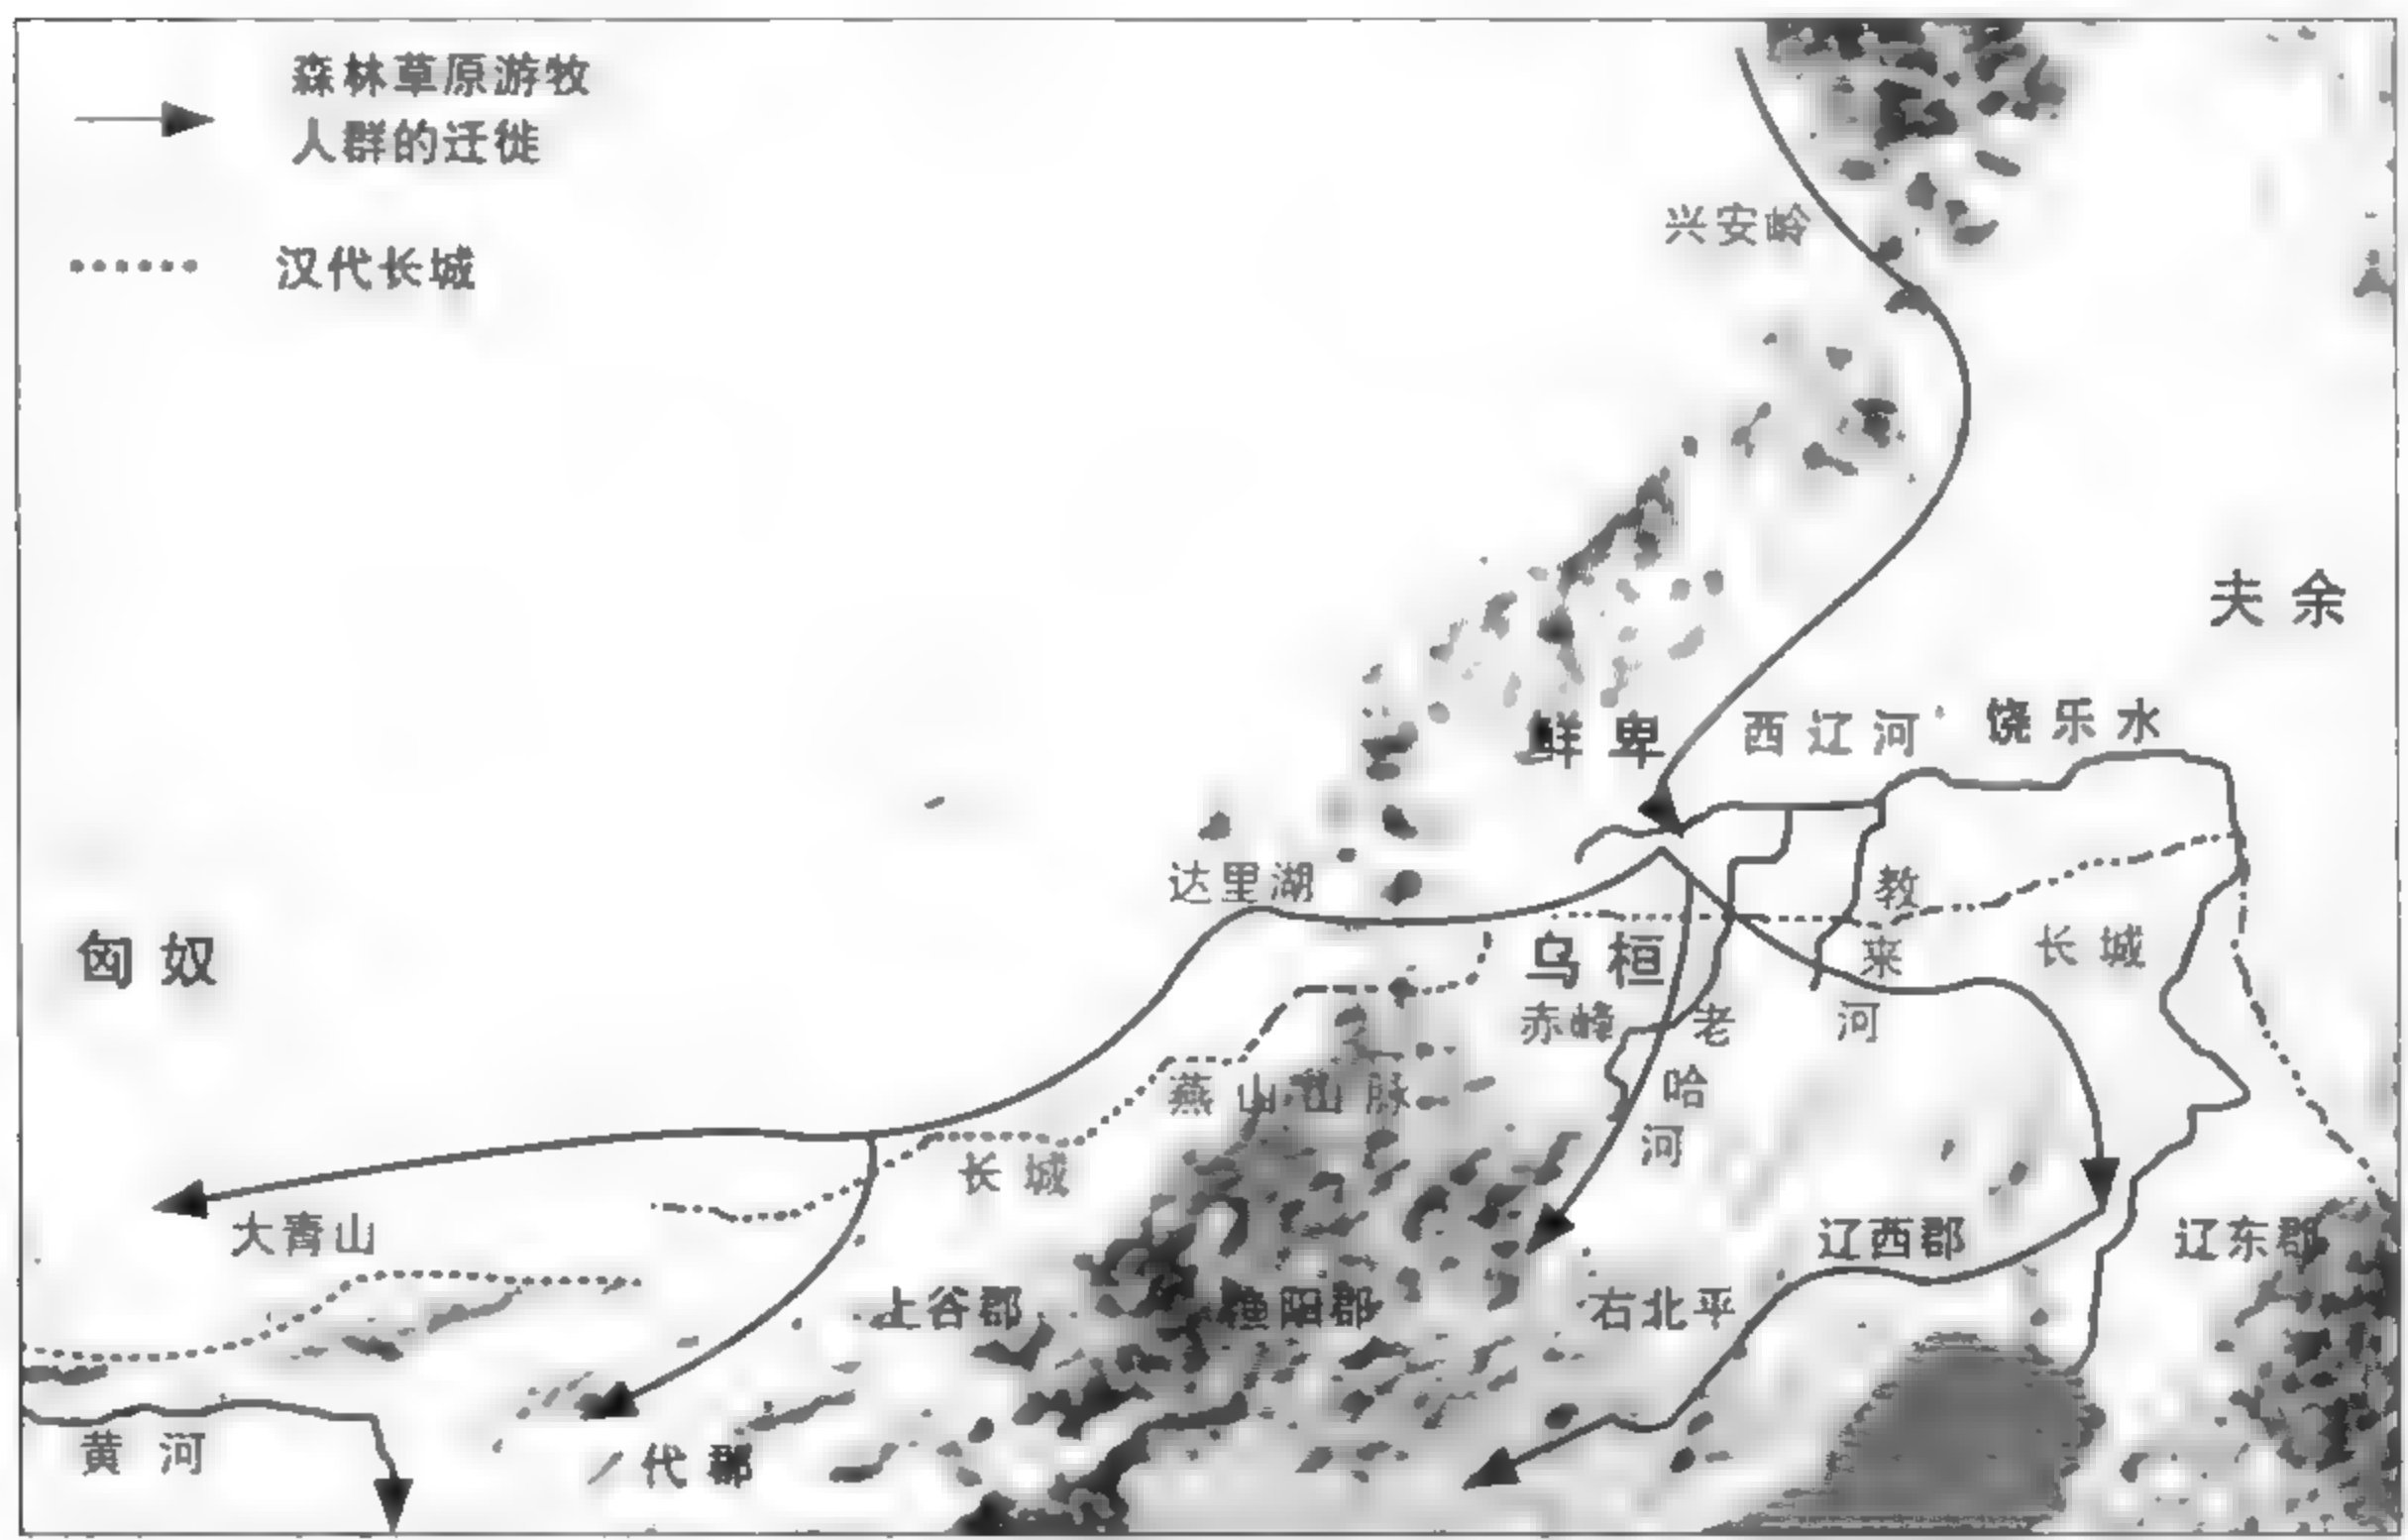 森林草原游牧
人群的迁徙
汉代长城
兴安岭
夫余
鲜卑
西辽河
饶乐水
达里湖
教来河
匈奴
乌桓
长城
赤峰
老哈河
燕山山脉
长城
大青山
辽西郡
辽东郡
上谷郡
渔阳郡
右北平
黄河
代郡